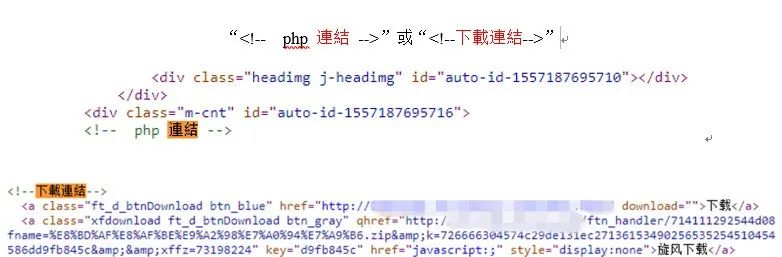 “<!-- php 連結 -->”或“<!--下載連結-->”
<div class="headimg j-headimg" id="auto-id-1557187695710"></div>
</div>
<div class="m-cnt" id="auto-id-1557187695716">
<!-- php 連結 -->
<!--下載連結-->
<a class="ft_d_btnDownload btn_blue" href="http:/ download="">下载</a>
<a class="xfdownload ft_d_btnDownload btn_gray" qhref="http: /ftn_handler/714111292544d08
fname=%E8%BD%AF%E8%AF%BE%E9%A2%98%E7%A0%94%E7%A9%B6.zip&amp;k=726666304574c29de131ec27136153490256535254510454
586dd9fb845c&amp;&amp;xffz=73198224" key="d9fb845c" href="javascript:;" style="display:none">旋风下载</a>